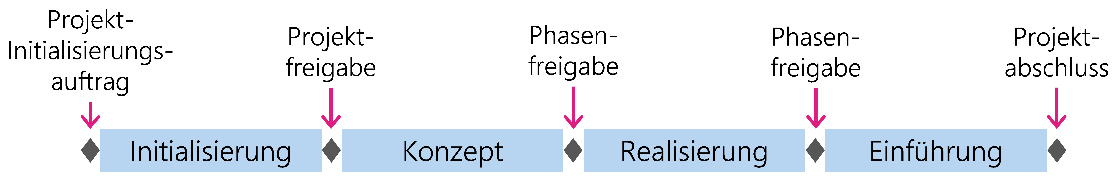 Projekt-
Initialisierungs-
auftrag
Projekt-
freigabe
Phasen-
freigabe
Phasen-
freigabe
Projekt-
abschluss
Initialisierung
Konzept
Realisierung
Einführung